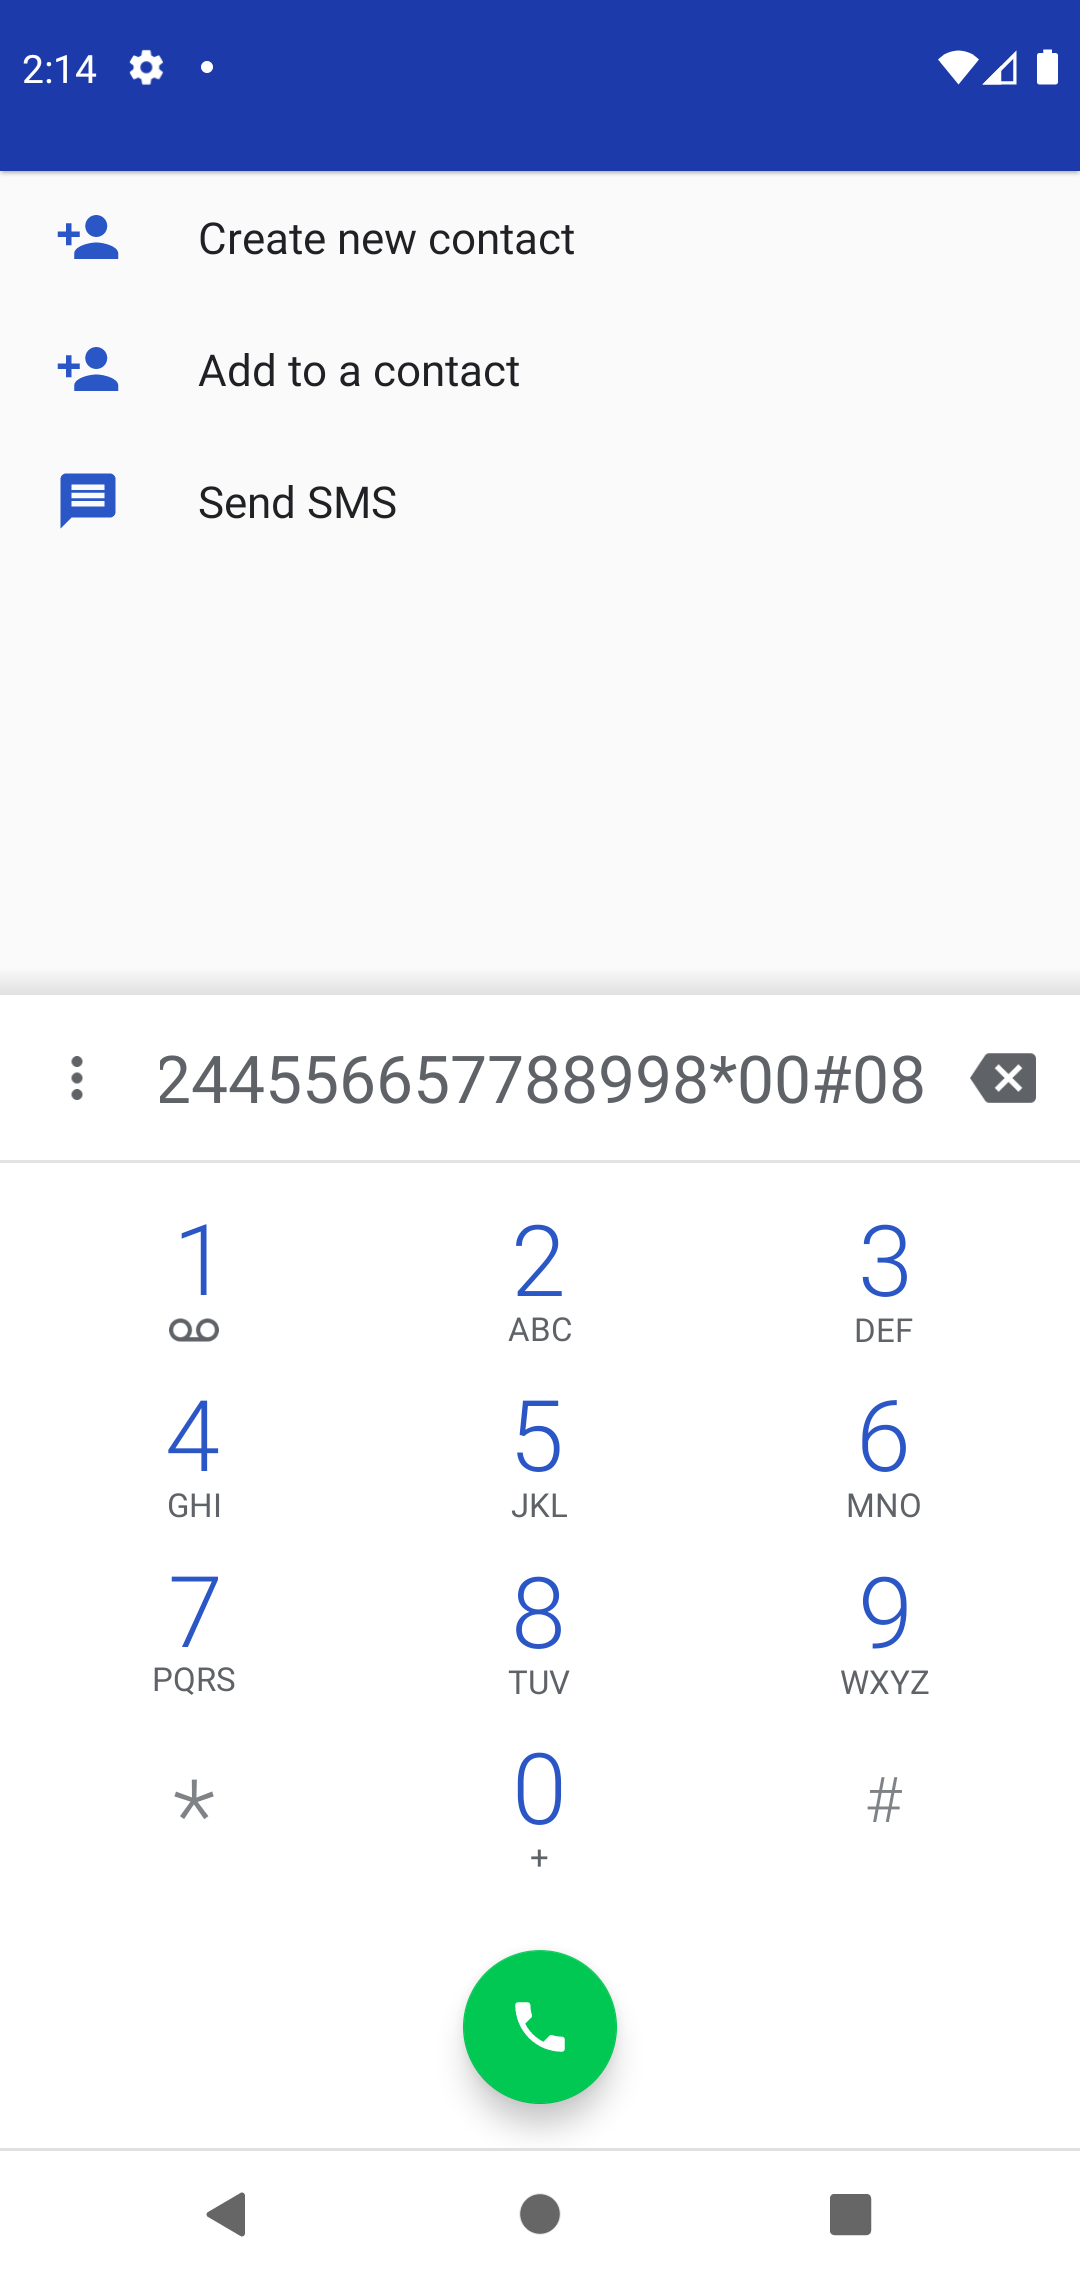 2:14
Create new contact
Add to a contact
Send SMS
244556657788998*00#08
1 2 3
ABC DEF
4 5 6
GHI JKL MNO
7 8 9
PQRS TUV WXYZ
* 0 #
+